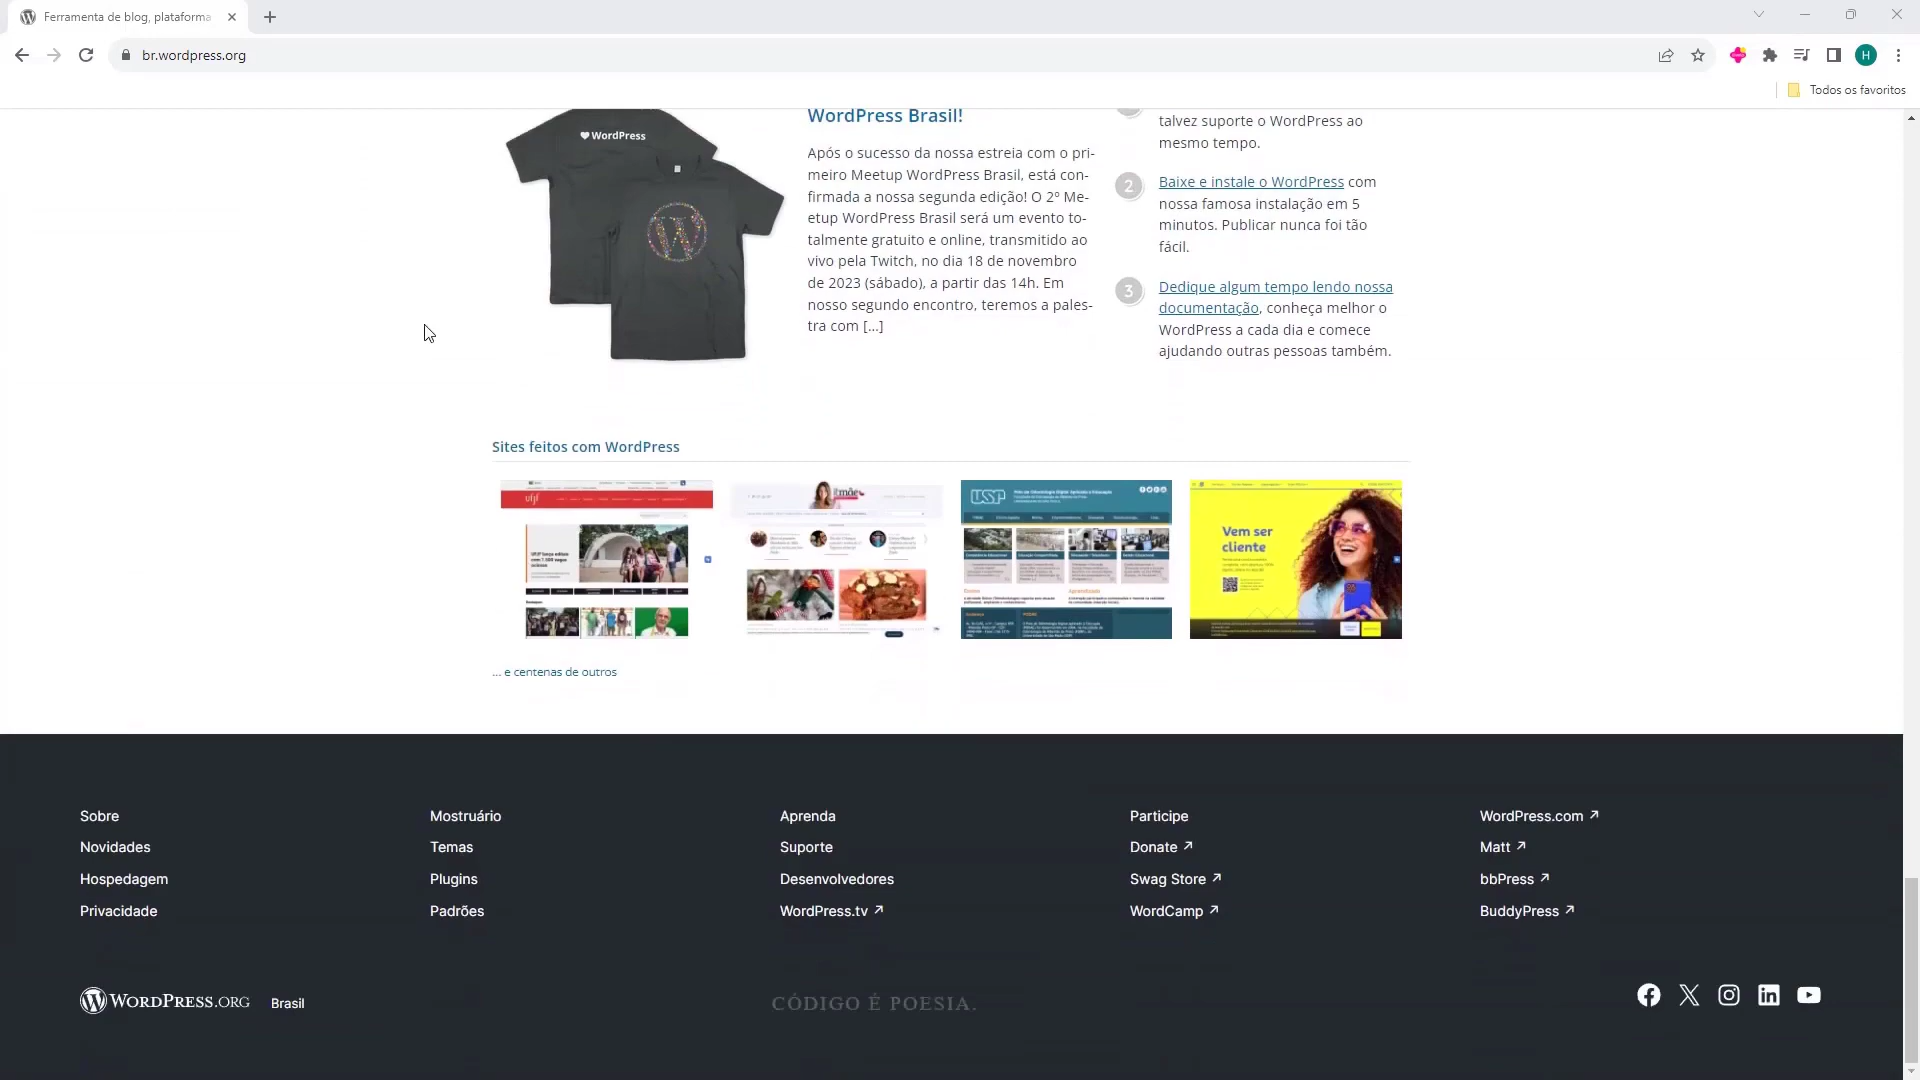 Ferramenta de blog, plataforma
br.wordpress.org
H
Todos os favoritos
WordPress
WordPress Brasil!
Após o sucesso da nossa estreia com o pri-
meiro Meetup WordPress Brasil, está con-
firmada a nossa segunda edição! O 2º Me-
etup WordPress Brasil será um evento to-
talmente gratuito e online, transmitido ao
vivo pela Twitch, no dia 18 de novembro
de 2023 (sábado), a partir das 14h. Em
nosso segundo encontro, teremos a pales-
tra com [...]
talvez suporte o WordPress ao
mesmo tempo.
2
Baixe e instale o WordPress com
nossa famosa instalação em 5
minutos. Publicar nunca foi tão
fácil.
3
Dedique algum tempo lendo nossa
documentação, conheça melhor o
WordPress a cada dia e comece
ajudando outras pessoas também.
Sites feitos com WordPress
ufjf
itmãe
USP
Vem ser
cliente
... e centenas de outros
Sobre
Novidades
Hospedagem
Privacidade
Mostruário
Temas
Plugins
Padrões
Aprenda
Suporte
Desenvolvedores
WordPress.tv ↗
Participe
Donate ↗
Swag Store ↗
WordCamp ↗
WordPress.com ↗
Matt ↗
bbPress ↗
BuddyPress ↗
WORDPRESS.ORG
Brasil
CÓDIGO É POESIA.